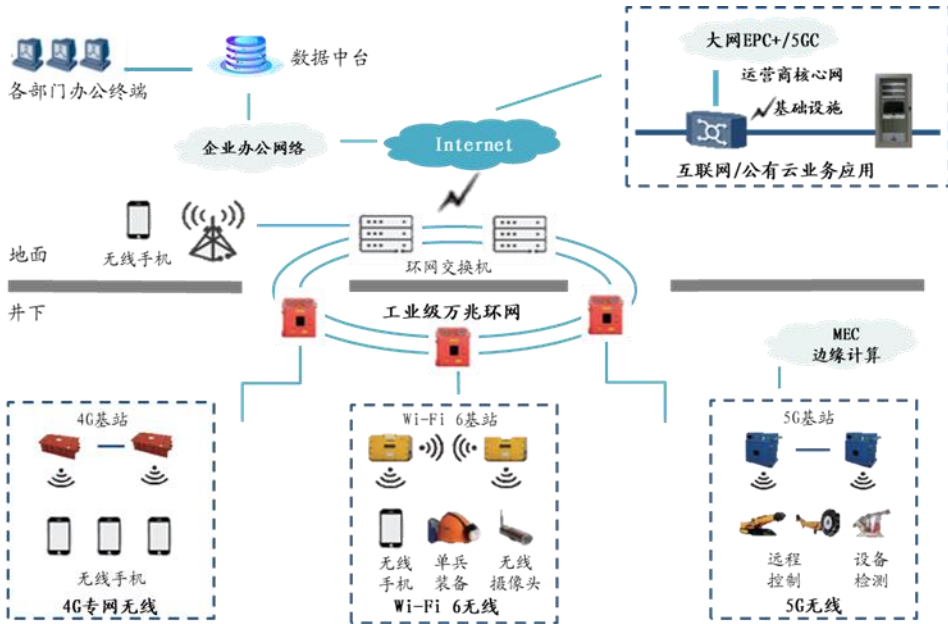 各部门办公终端
数据中台
大网EPC+/5GC
运营商核心网
基础设施
互联网/公有云业务应用
企业办公网络
Internet
无线手机
地面
环网交换机
井下
工业级万兆环网
MEC
边缘计算
4G基站
无线手机
4G专网无线
Wi-Fi 6基站
无线
手机
单兵
装备
无线
摄像头
Wi-Fi 6无线
5G基站
远程
控制
设备
检测
5G无线